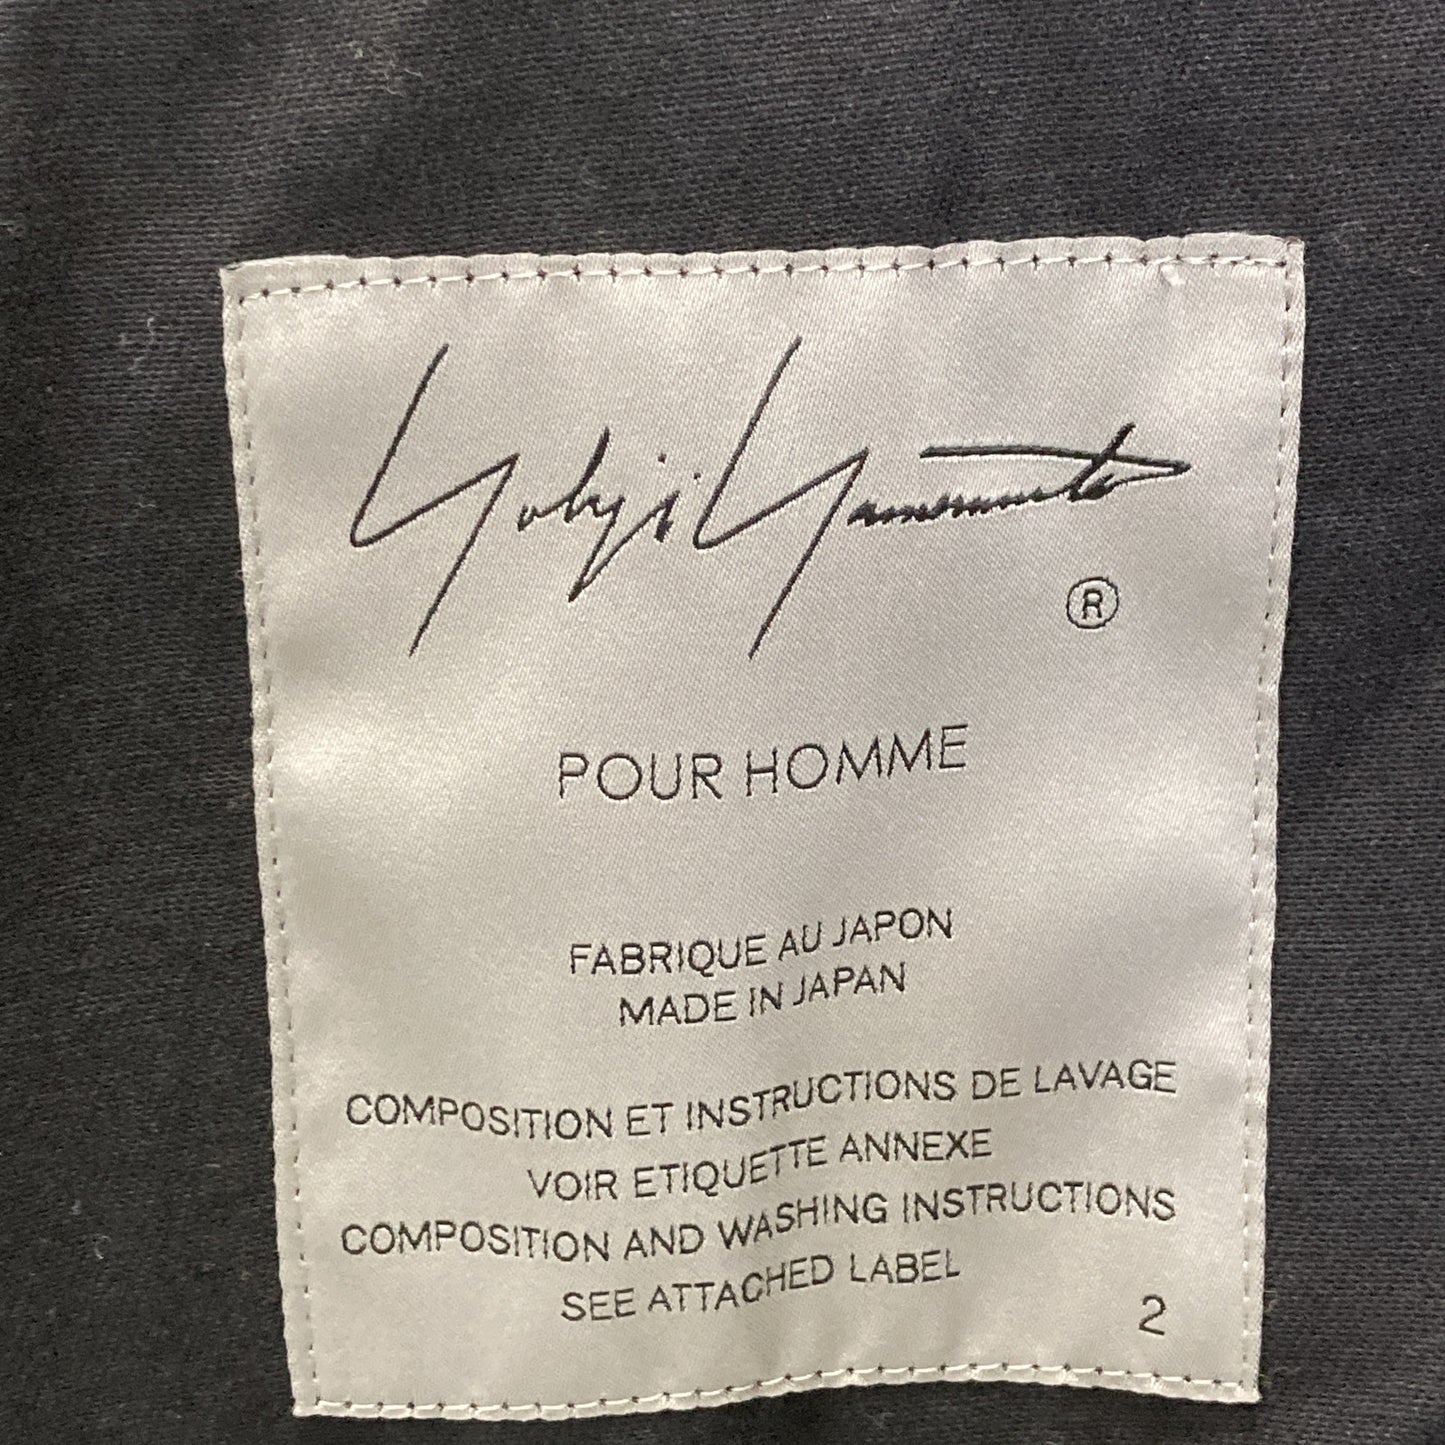 Yohji Yamamoto
®
POUR HOMME
FABRIQUE AU JAPON
MADE IN JAPAN
COMPOSITION ET INSTRUCTIONS DE LAVAGE
VOIR ETIQUETTE ANNEXE
COMPOSITION AND WASHING INSTRUCTIONS
SEE ATTACHED LABEL
2